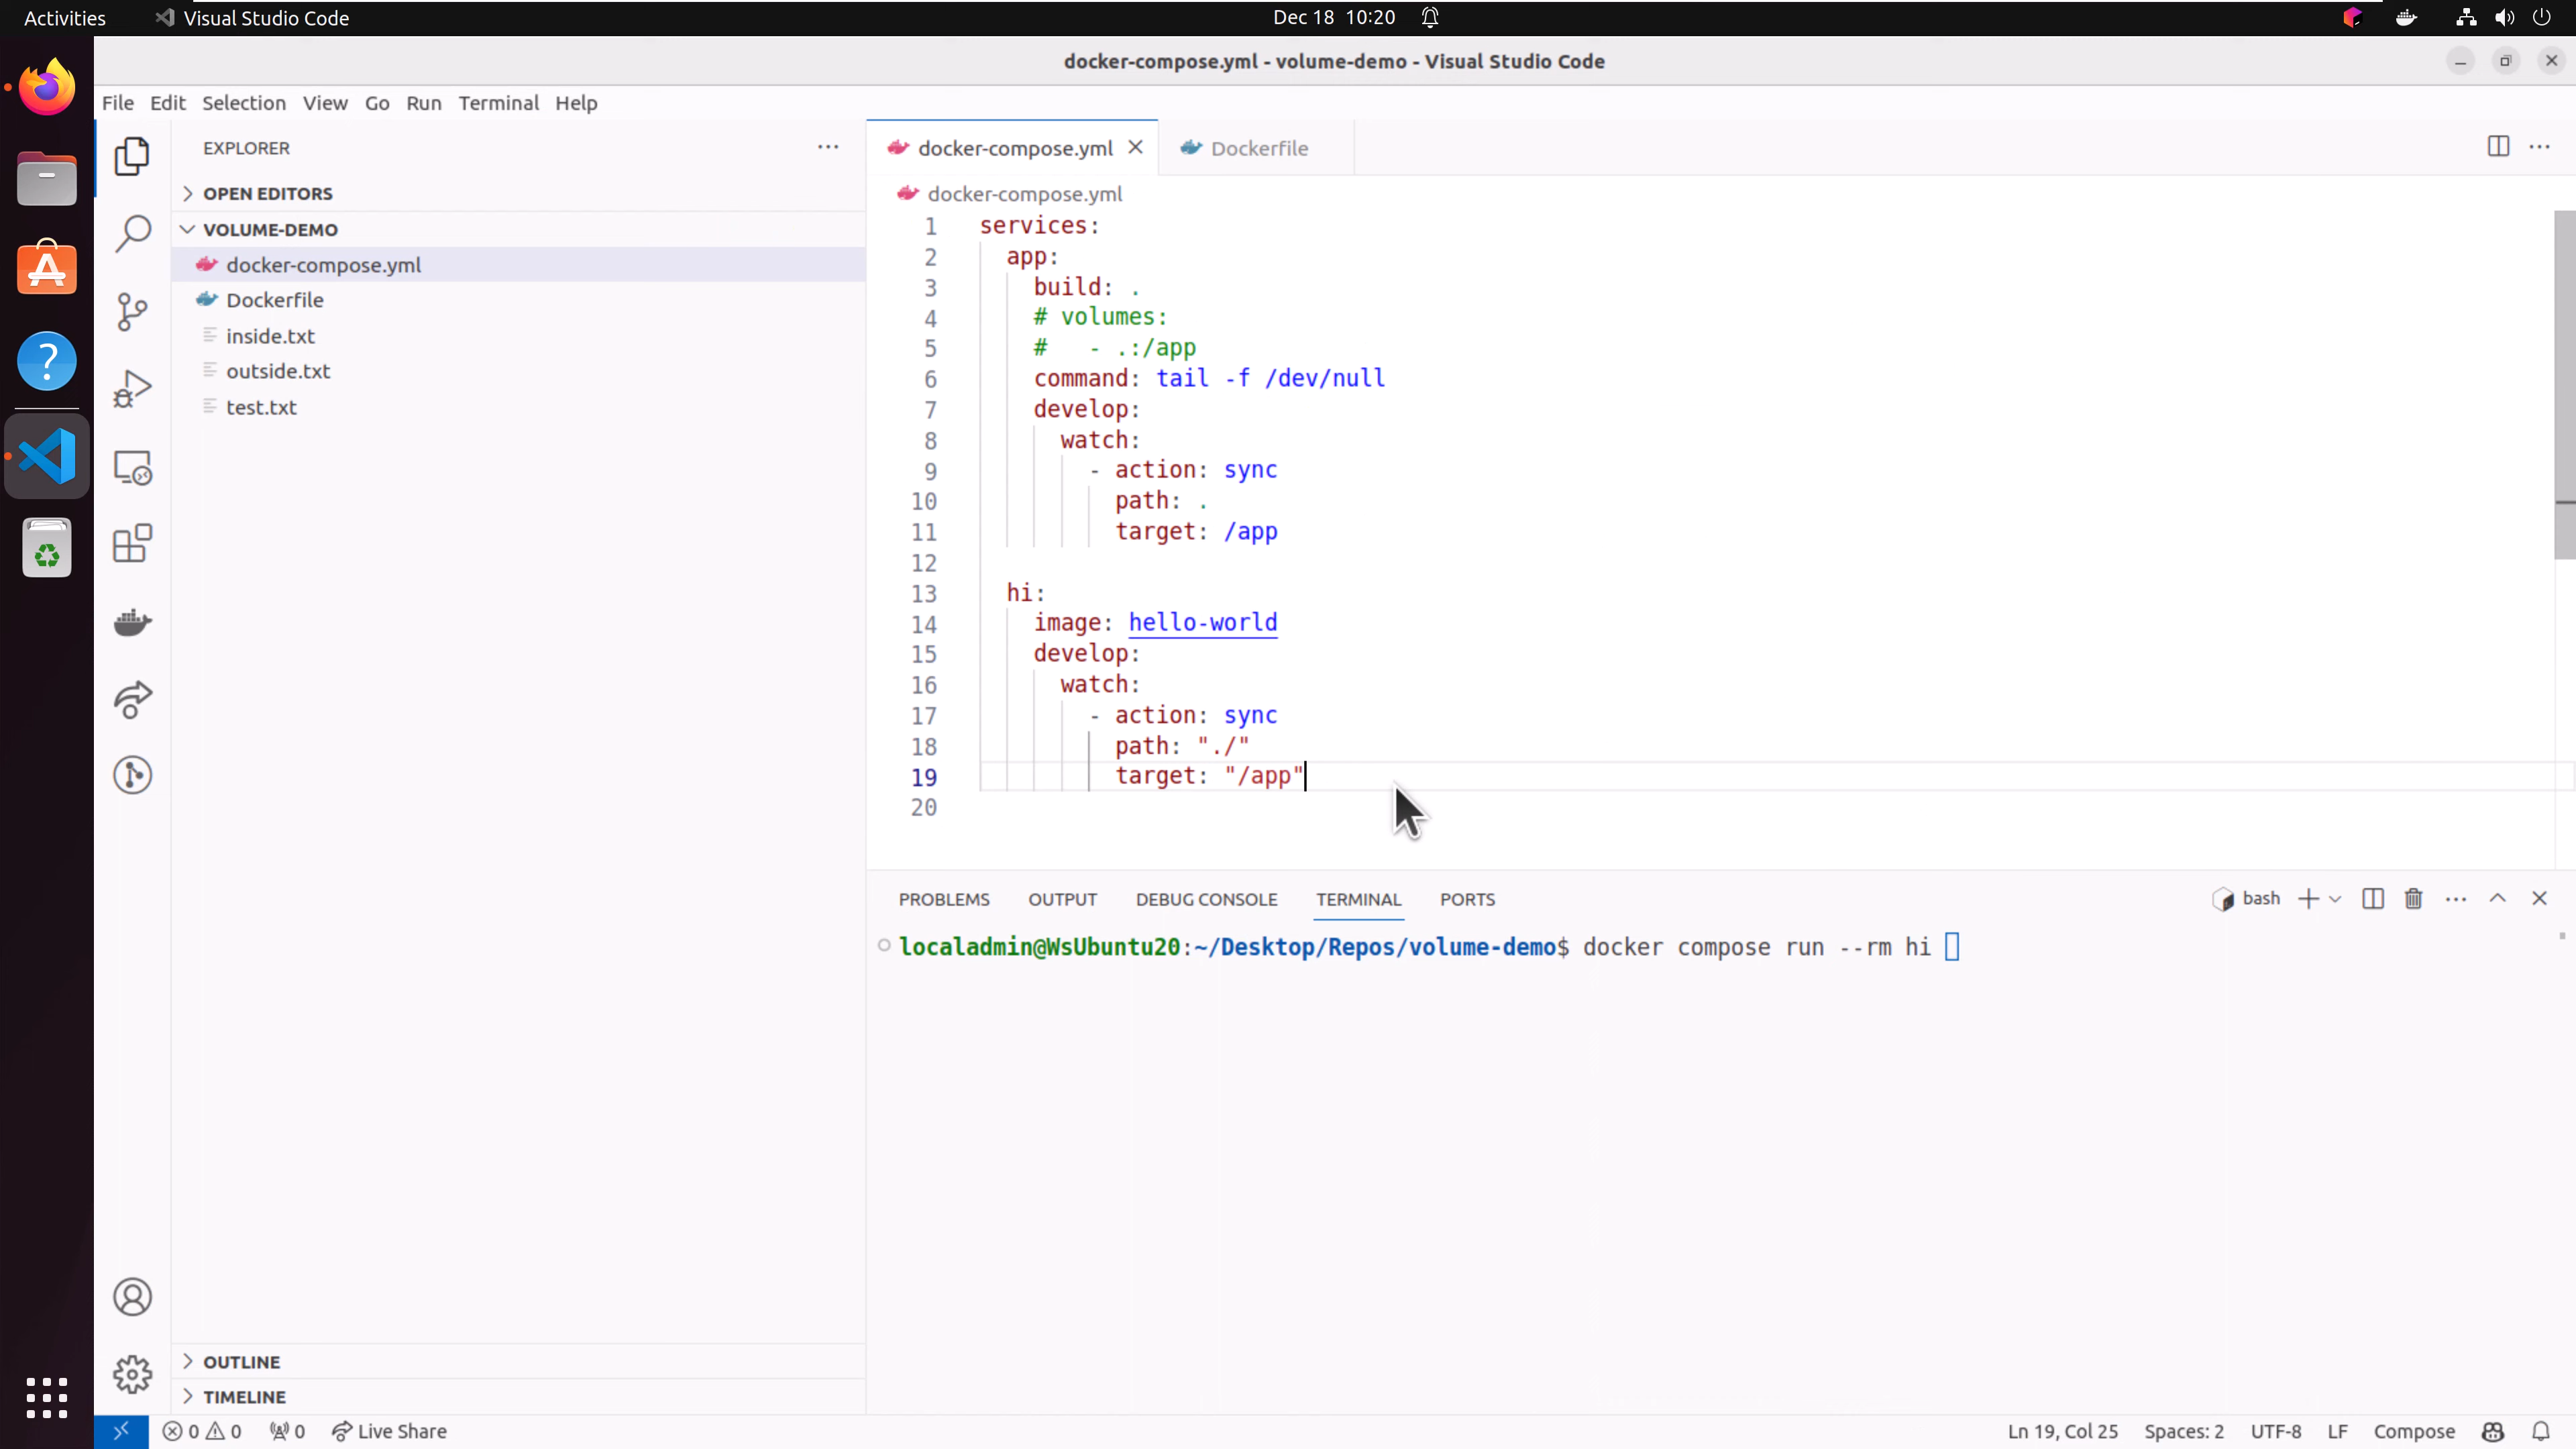 Activities
Visual Studio Code
Dec 18 10:20
docker-compose.yml - volume-demo - Visual Studio Code
File Edit Selection View Go Run Terminal Help
EXPLORER
OPEN EDITORS
VOLUME-DEMO
docker-compose.yml
Dockerfile
inside.txt
outside.txt
test.txt
OUTLINE
TIMELINE
docker-compose.yml
Dockerfile
docker-compose.yml
1 services:
2   app:
3     build: .
4     # volumes:
5     #   - .:/app
6     command: tail -f /dev/null
7     develop:
8       watch:
9         - action: sync
10           path: .
11           target: /app
12
13   hi:
14     image: hello-world
15     develop:
16       watch:
17         - action: sync
18           path: "./"
19           target: "/app"
20
PROBLEMS OUTPUT DEBUG CONSOLE TERMINAL PORTS
bash
localadmin@WsUbuntu20:~/Desktop/Repos/volume-demo$ docker compose run --rm hi
0 0 0 Live Share
Ln 19, Col 25 Spaces: 2 UTF-8 LF Compose